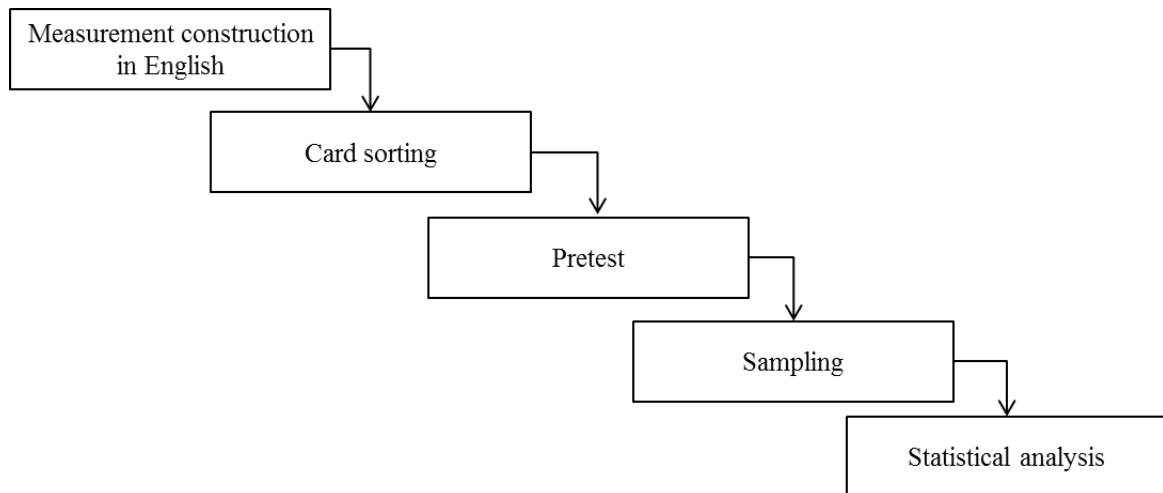 Measurement construction
in English
Card sorting
Pretest
Sampling
Statistical analysis